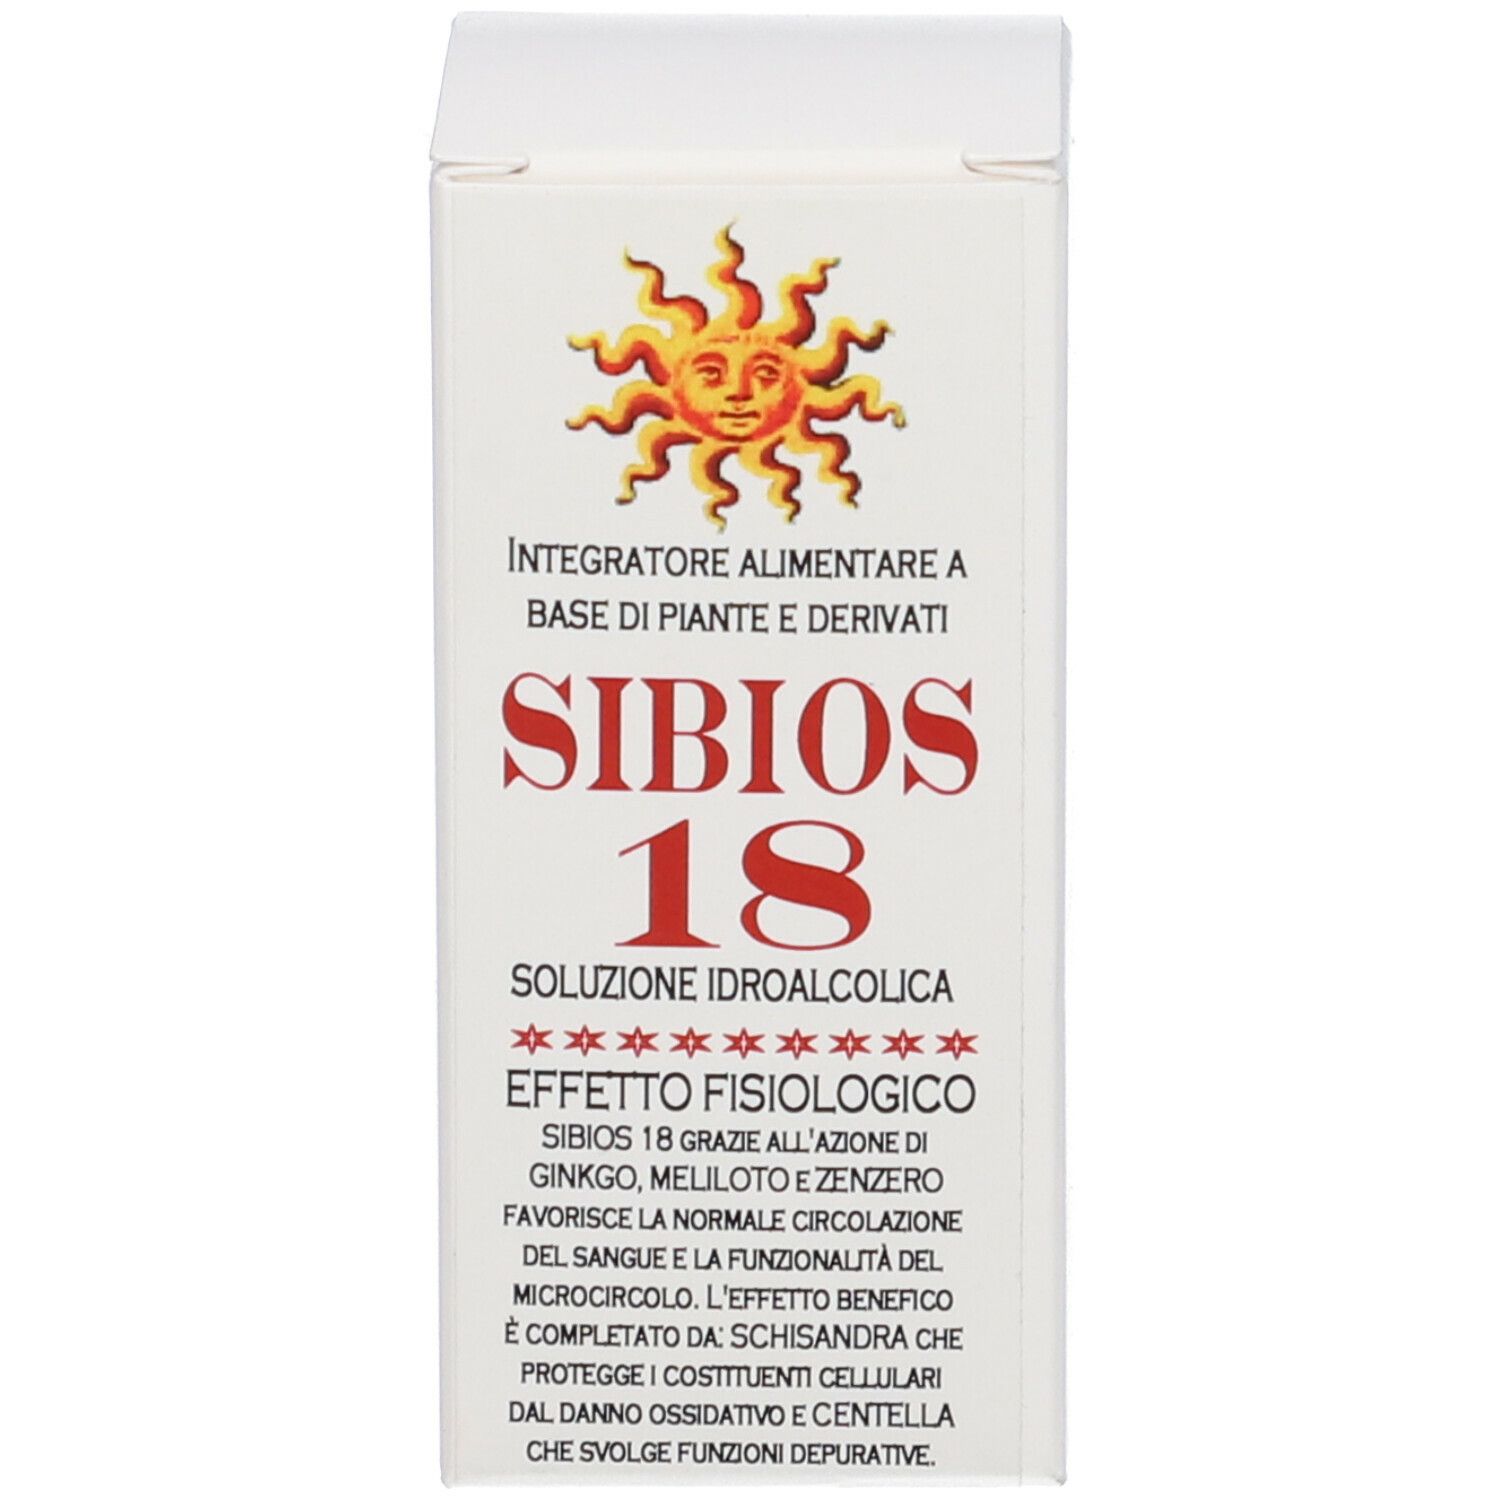 INTEGRATORE ALIMENTARE A
BASE DI PIANTE E DERIVATI
SIBIOS
18
SOLUZIONE IDROALCOLICA
EFFETTO FISIOLOGICO
SIBIOS 18 GRAZIE ALL'AZIONE DI
GINKGO, MELILOTO E ZENZERO
FAVORISCE LA NORMALE CIRCOLAZIONE
DEL SANGUE E LA FUNZIONALITÀ DEL
MICROCIRCOLO. L'EFFETTO BENEFICO
È COMPLETATO DA: SCHISANDRA CHE
PROTEGGE I COSTITUENTI CELLULARI
DAL DANNO OSSIDATIVO E CENTELLA
CHE SVOLGE FUNZIONI DEPURATIVE.